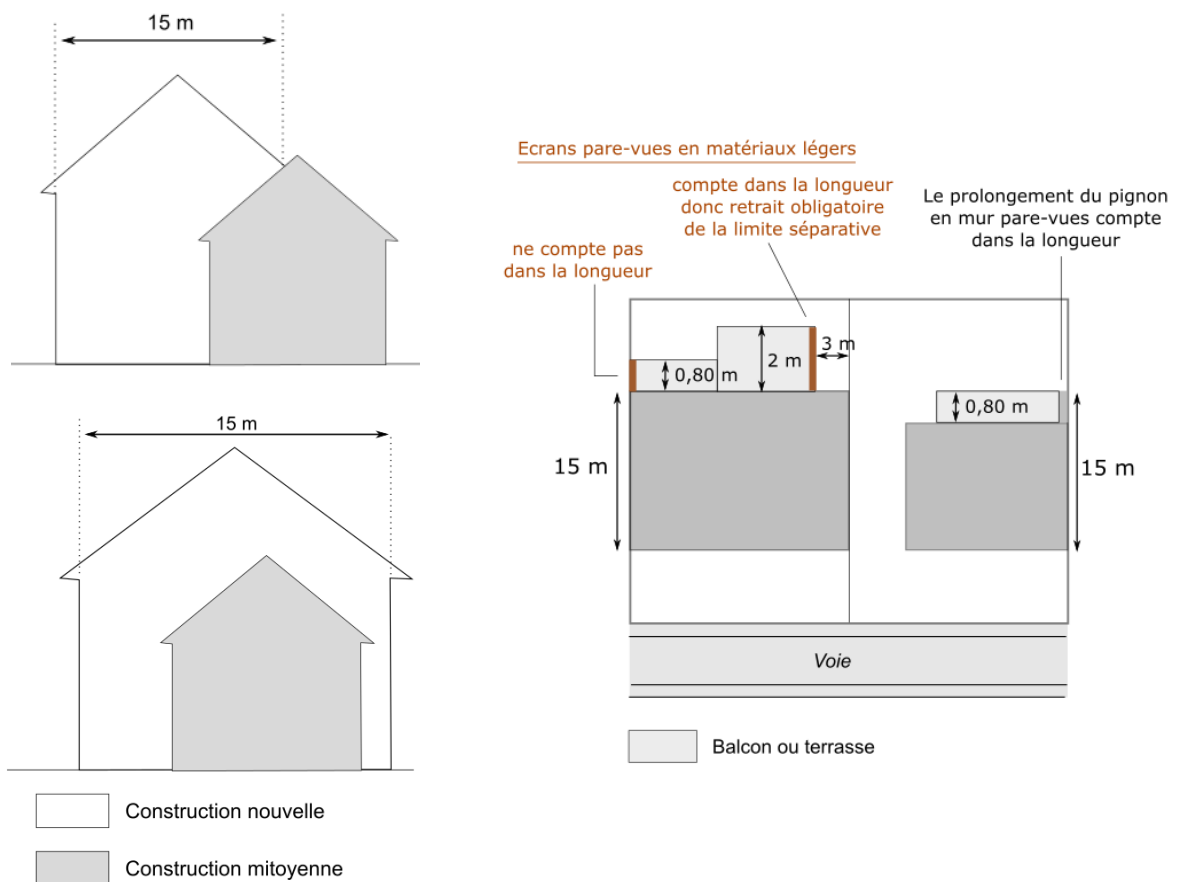 15 m
15 m
Construction nouvelle
Construction mitoyenne
Ecrans pare-vues en matériaux légers
compte dans la longueur
donc retrait obligatoire
de la limite séparative
ne compte pas
dans la longueur
Le prolongement du pignon
en mur pare-vues compte
dans la longueur
3 m
2 m
0,80 m
0,80 m
15 m
15 m
Voie
Balcon ou terrasse